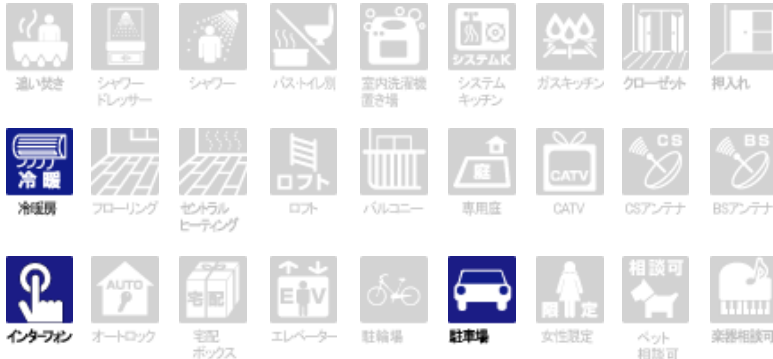 システムK
追い焚き
シャワー
ドレッサー
シャワー
バス・トイレ別
室内洗濯機
置き場
システム
キッチン
ガスキッチン
クローゼット
押入れ
冷 暖
ロフト
庭
CATV
CS
BS
冷暖房
フローリング
セントラル
ヒーティング
ロフト
バルコニー
専用庭
CATV
CSアンテナ
BSアンテナ
AUTO
宅配
E V
限 定
相談可
インターフォン
オートロック
宅配
ボックス
エレベーター
駐輪場
駐車場
女性限定
ペット
相談可
楽器相談可